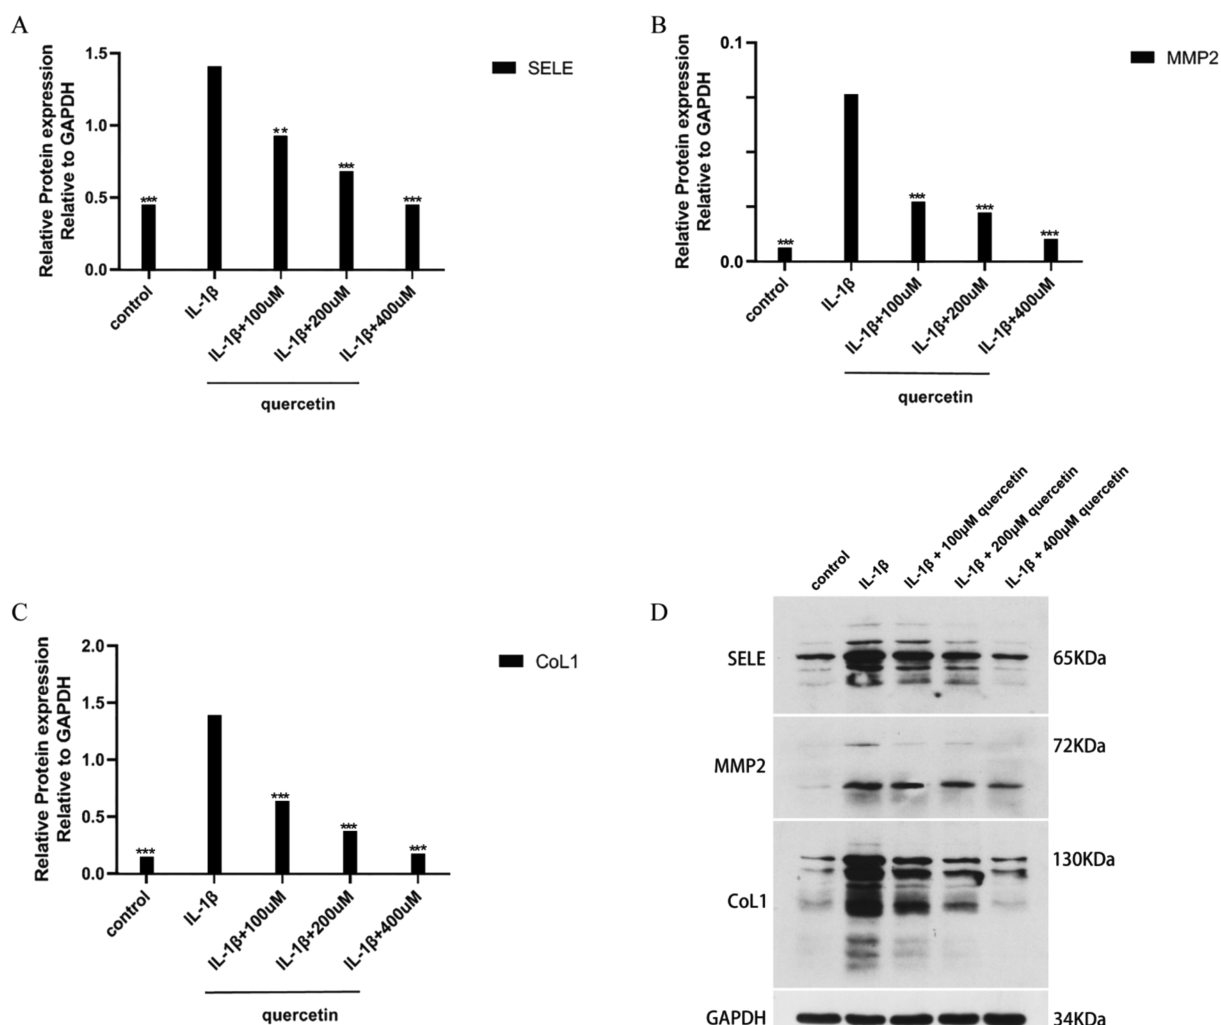 A
Relative Protein expression
Relative to GAPDH
1.5
1.0
0.5
0.0
***
**
***
***
SELE
control
IL-1β
IL-1β+100uM
IL-1β+200uM
IL-1β+400uM
quercetin
B
Relative Protein expression
Relative to GAPDH
0.1
0.0
***
***
***
***
MMP2
control
IL-1β
IL-1β+100uM
IL-1β+200uM
IL-1β+400uM
quercetin
C
Relative Protein expression
Relative to GAPDH
2.0
1.5
1.0
0.5
0.0
***
***
***
***
CoL1
control
IL-1β
IL-1β+100uM
IL-1β+200uM
IL-1β+400uM
quercetin
D
control
IL-1β
IL-1β + 100μM quercetin
IL-1β + 200μM quercetin
IL-1β + 400μM quercetin
SELE
65KDa
MMP2
72KDa
CoL1
130KDa
GAPDH
34KDa